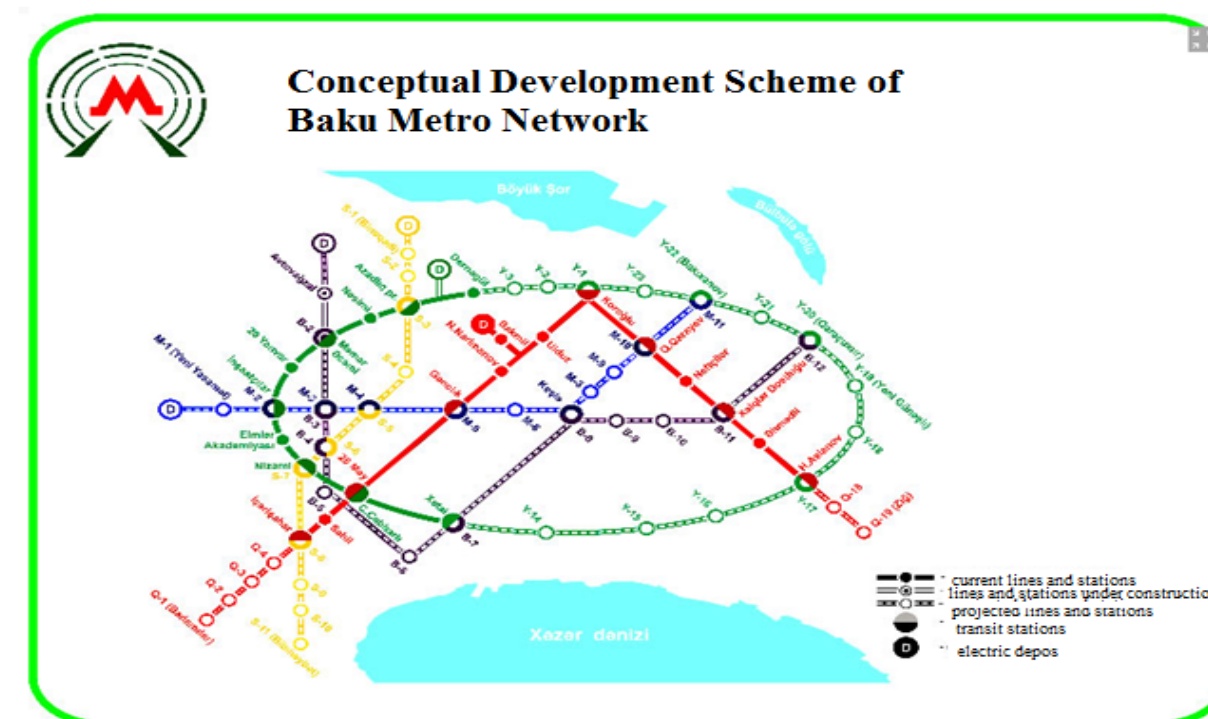 Conceptual Development Scheme of
Baku Metro Network
Böyük Şor
Bülbülə gölü
S-1 (Biləcəri)
S-2
D
D
D
Avtovağzal
Nəsimi
Azadlıq pr.
S-3
Dərnəgül
Y-3
Y-2
Y-1
Koroğlu
Y-23
Y-22 (Bakıxanov)
M-11
Y-21
Y-20 (Qaraçuxur)
B-12
Y-19 (Yeni Günəşli)
Y-18
B-2
Memar
Əcəmi
20 Yanvar
İnşaatçılar
M-1 (Yeni Yasamal)
D
M-2
M-3
B-3
M-4
S-4
S-5
D
Bakmil
N.Nərimanov
Ulduz
Gənclik
M-5
M-6
Keşlə
B-8
M-9
M-10
Q.Qarayev
Neftçilər
Xalqlar Dostluğu
B-9
B-10
B-11
Əhmədli
H.Aslanov
Y-17
Q-18
Q-19 (Zığ)
Elmlər
Akademiyası
B-4
S-6
Nizami
S-7
28 May
C.Cabbarlı
B-5
Xətai
B-7
Y-14
Y-15
Y-16
B-6
İçərişəhər
Sahil
S-8
Q-4
Q-3
Q-2
S-9
S-10
Xəzər dənizi
current lines and stations
lines and stations under constructio
projected lines and stations
transit stations
D
electric depos